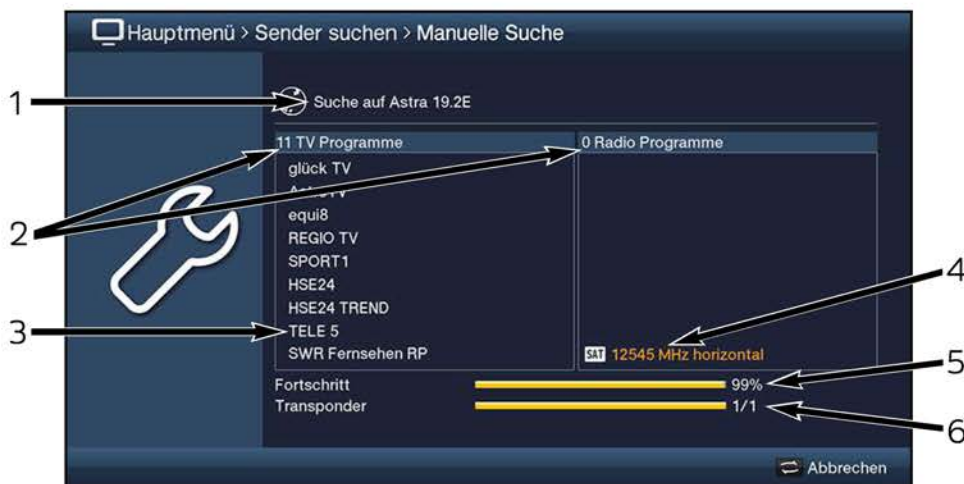 Hauptmenü > Sender suchen > Manuelle Suche
1
Suche auf Astra 19.2E
11 TV Programme
0 Radio Programme
glück TV
equi8
2
REGIO TV
SPORT1
HSE24
4
HSE24 TREND
3
TELE 5
SWR Fernsehen RP
SAT 12545 MHz horizontal
5
Fortschritt 99%
Transponder 1/1
6
Abbrechen